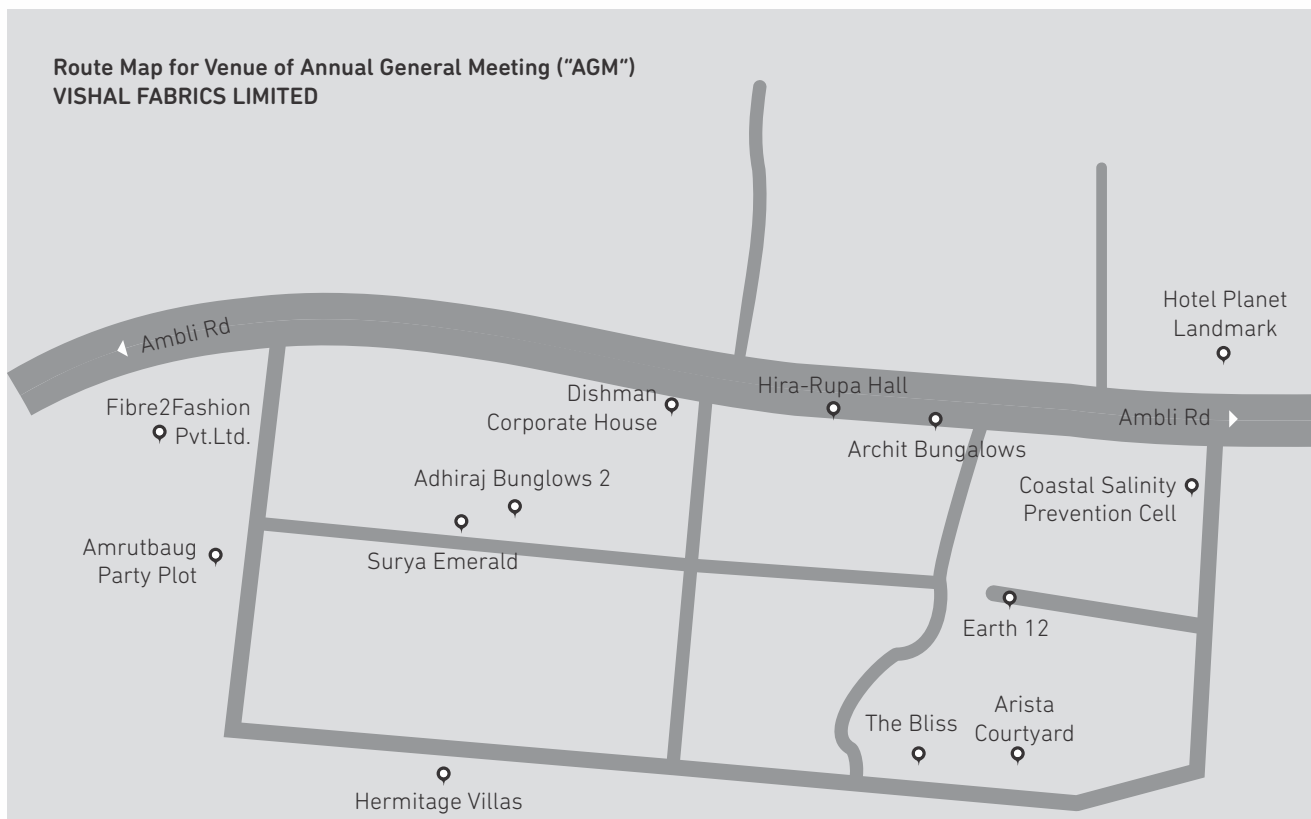 Route Map for Venue of Annual General Meeting (“AGM“)
VISHAL FABRICS LIMITED
Hotel Planet
Landmark
Ambli Rd
Dishman
Corporate House
Hira-Rupa Hall
Ambli Rd
Fibre2Fashion
Pvt.Ltd.
Archit Bungalows
Adhiraj Bunglows 2
Coastal Salinity
Prevention Cell
Surya Emerald
Amrutbaug
Party Plot
Earth 12
The Bliss
Arista
Courtyard
Hermitage Villas